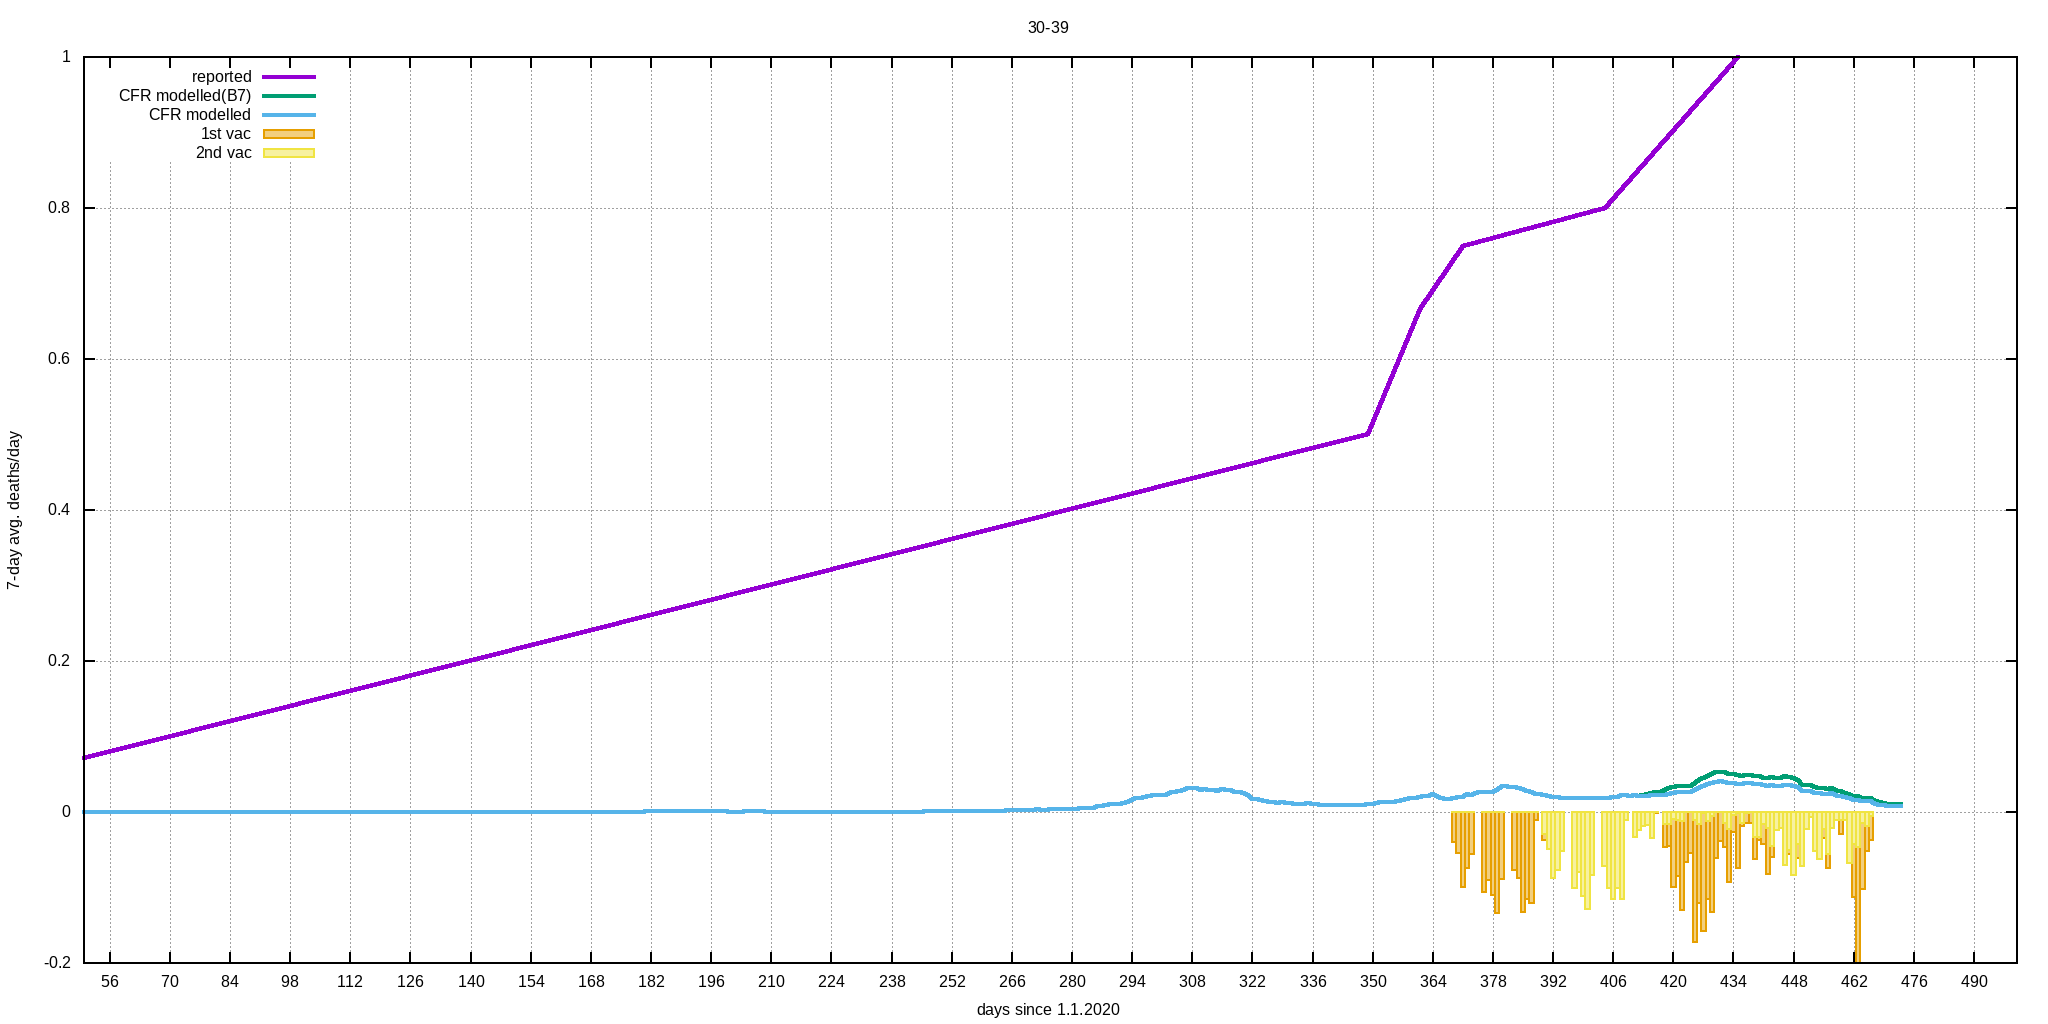 30-39
reported
CFR modelled(B7)
CFR modelled
1st vac
2nd vac
1
0.8
0.6
0.4
0.2
0
-0.2
7-day avg. deaths/day
56 70 84 98 112 126 140 154 168 182 196 210 224 238 252 266 280 294 308 322 336 350 364 378 392 406 420 434 448 462 476 490
days since 1.1.2020